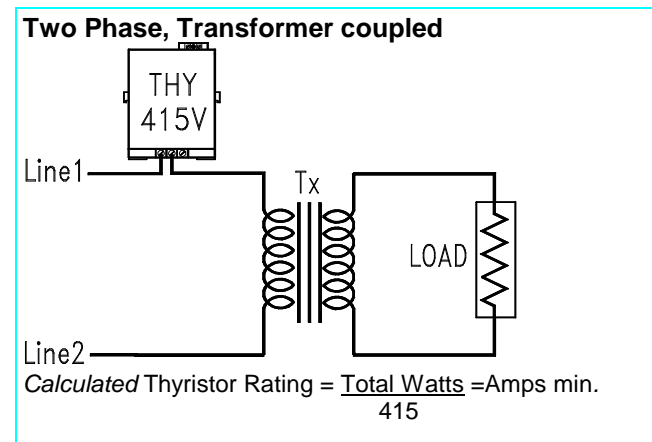 Two Phase, Transformer coupled
THY
415V
Line1
Tx
LOAD
Line2
Calculated Thyristor Rating = Total Watts =Amps min.
415